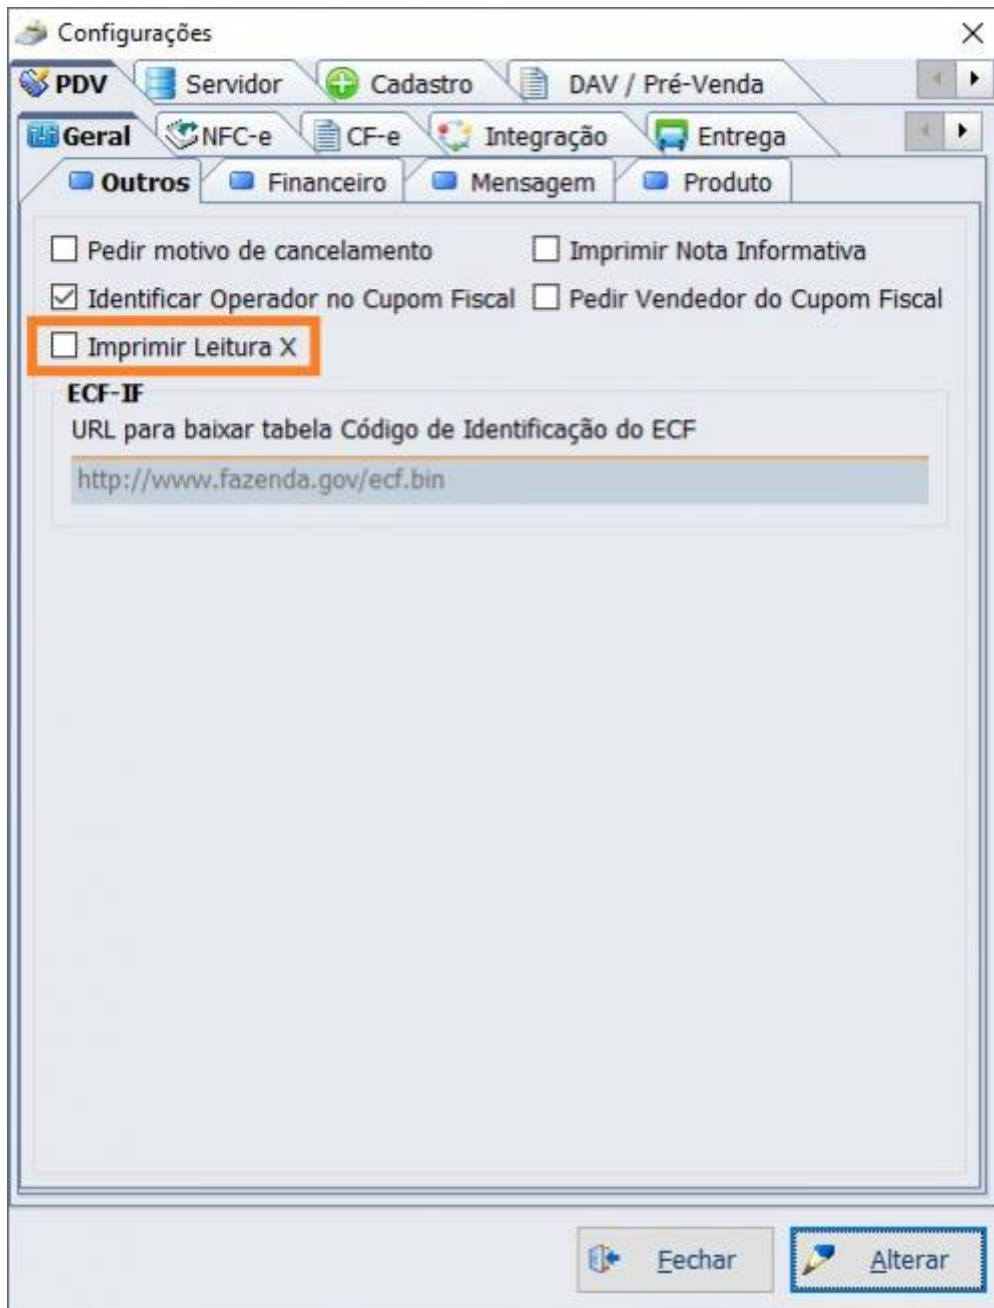 Configurações
PDV Servidor Cadastro DAV / Pré-Venda
Geral NFC-e CF-e Integração Entrega
Outros Financeiro Mensagem Produto
Pedir motivo de cancelamento Imprimir Nota Informativa
Identificar Operador no Cupom Fiscal Pedir Vendedor do Cupom Fiscal
Imprimir Leitura X
ECF-IF
URL para baixar tabela Código de Identificação do ECF
http://www.fazenda.gov/ecf.bin
Fechar Alterar